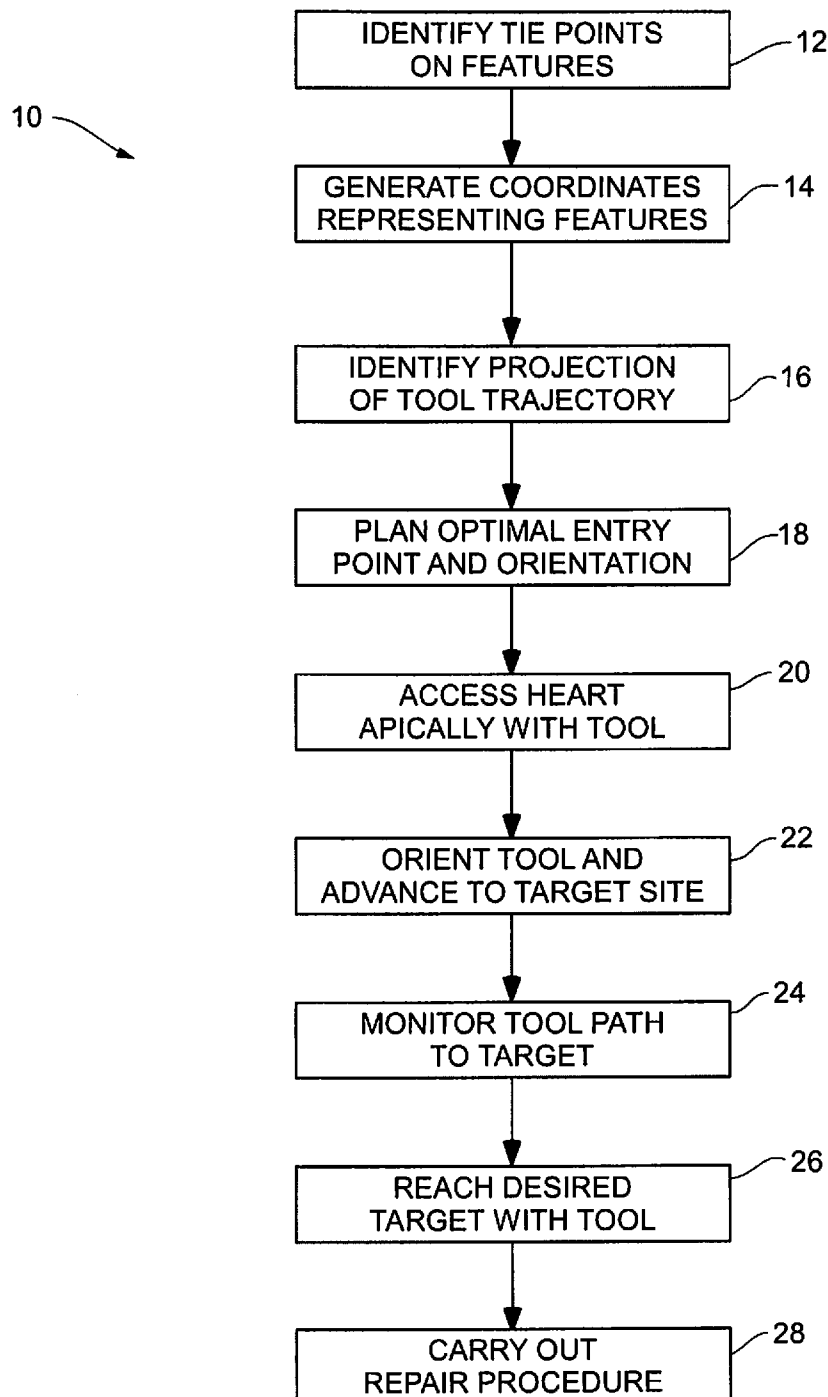 IDENTIFY TIE POINTS
ON FEATURES
12
10
GENERATE COORDINATES
REPRESENTING FEATURES
14
IDENTIFY PROJECTION
OF TOOL TRAJECTORY
16
PLAN OPTIMAL ENTRY
POINT AND ORIENTATION
18
ACCESS HEART
APICALLY WITH TOOL
20
ORIENT TOOL AND
ADVANCE TO TARGET SITE
22
MONITOR TOOL PATH
TO TARGET
24
REACH DESIRED
TARGET WITH TOOL
26
CARRY OUT
REPAIR PROCEDURE
28